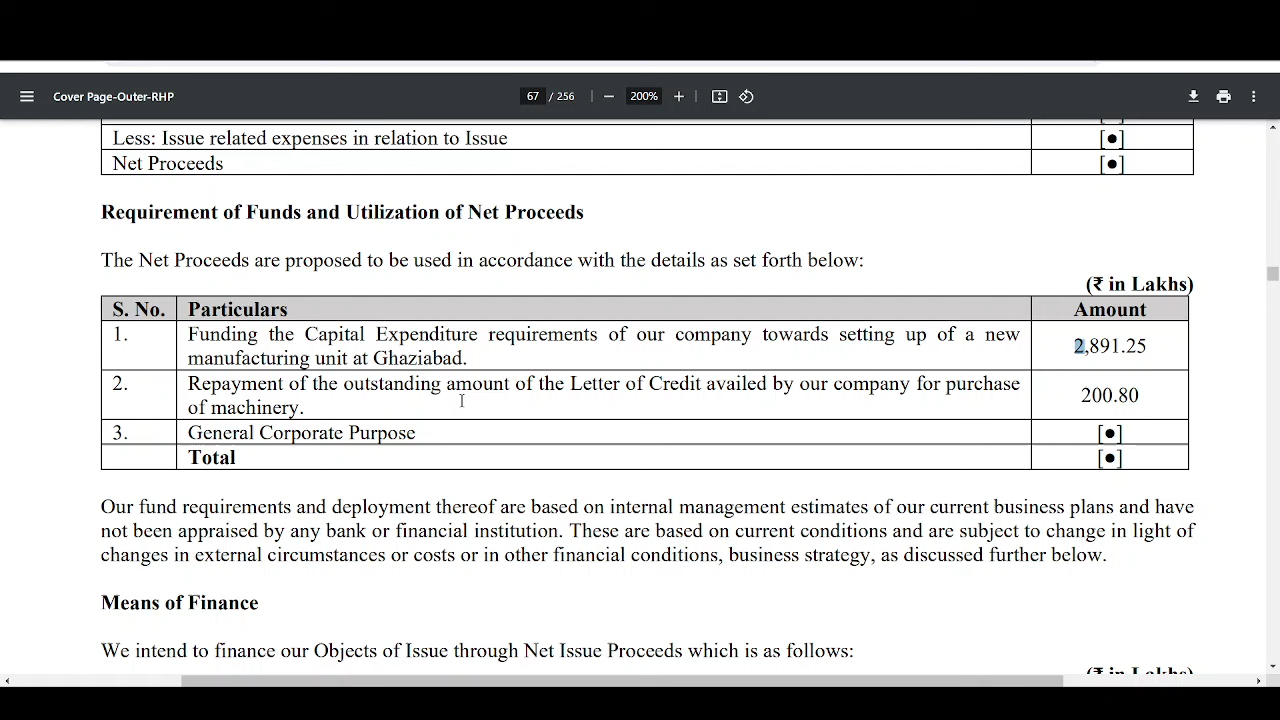 Cover Page-Outer-RHP 67 / 256 200%
Less: Issue related expenses in relation to Issue [●]
Net Proceeds [●]
Requirement of Funds and Utilization of Net Proceeds
The Net Proceeds are proposed to be used in accordance with the details as set forth below:
(₹ in Lakhs)
S. No. Particulars Amount
1. Funding the Capital Expenditure requirements of our company towards setting up of a new
manufacturing unit at Ghaziabad. 2,891.25
2. Repayment of the outstanding amount of the Letter of Credit availed by our company for purchase
of machinery. 200.80
3. General Corporate Purpose [●]
Total [●]
Our fund requirements and deployment thereof are based on internal management estimates of our current business plans and have
not been appraised by any bank or financial institution. These are based on current conditions and are subject to change in light of
changes in external circumstances or costs or in other financial conditions, business strategy, as discussed further below.
Means of Finance
We intend to finance our Objects of Issue through Net Issue Proceeds which is as follows:
(₹ in Lakhs)